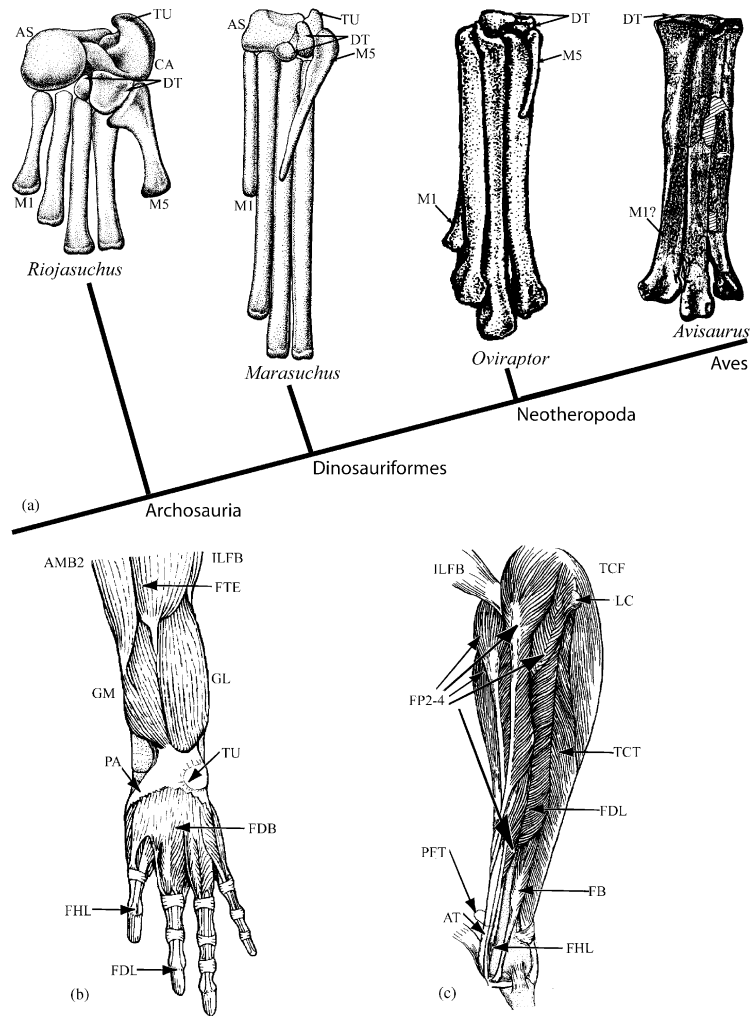 TU
AS
CA
DT
M1
M5
Riojasuchus
TU
AS
DT
M5
M1
Marasuchus
DT
M5
M1
Oviraptor
DT
M1?
Avisaurus
Aves
Neotheropoda
Dinosauriformes
Archosauria
(a)
AMB2
ILFB
FTE
GM
GL
PA
TU
FDB
FHL
FDL
(b)
ILFB
TCF
LC
FP2-4
TCT
FDL
PFT
FB
AT
FHL
(c)